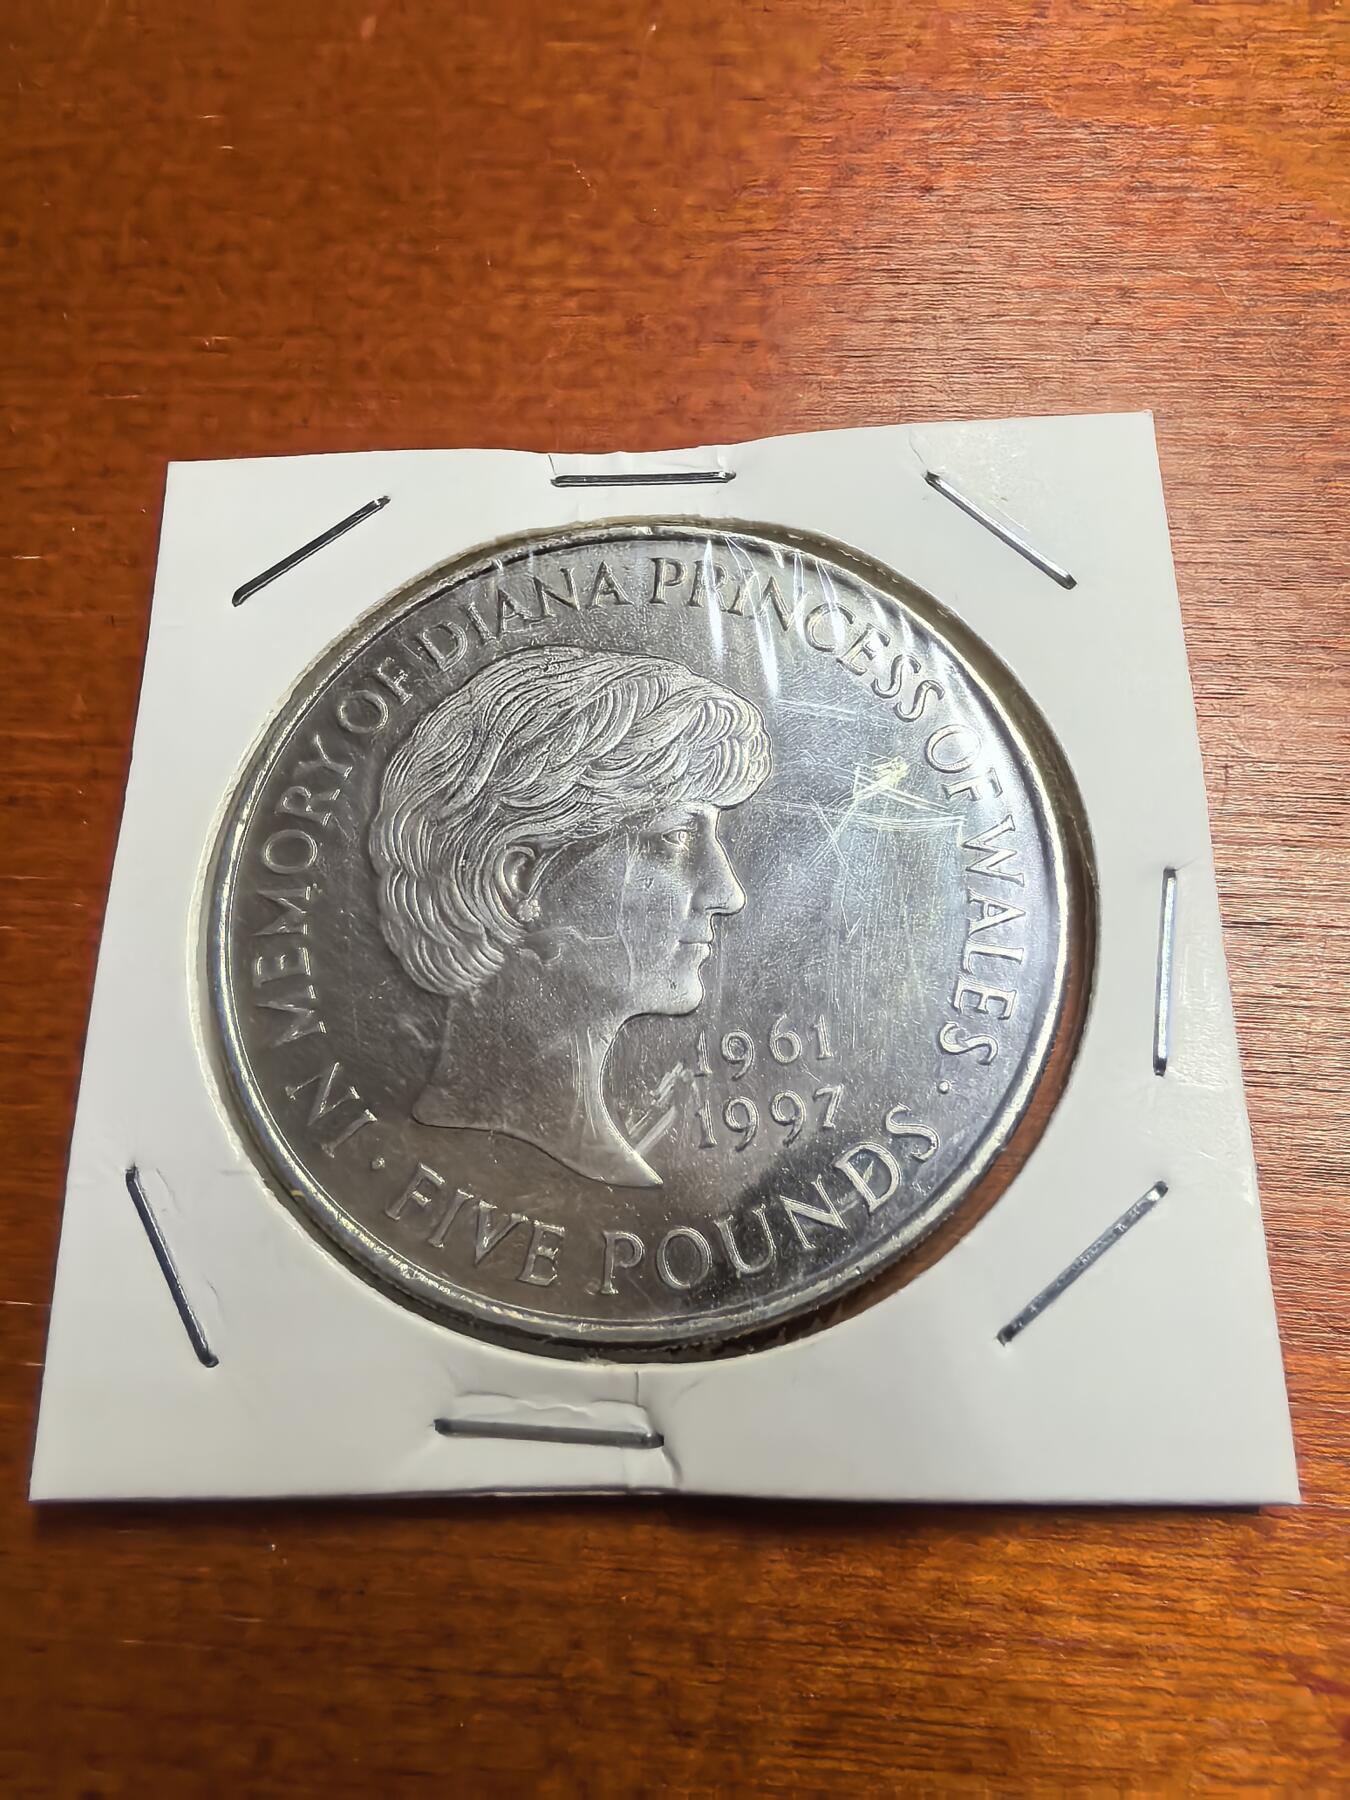 IN MEMORY OF DIANA PRINCESS OF WALES ·
1961
1997
· FIVE POUNDS